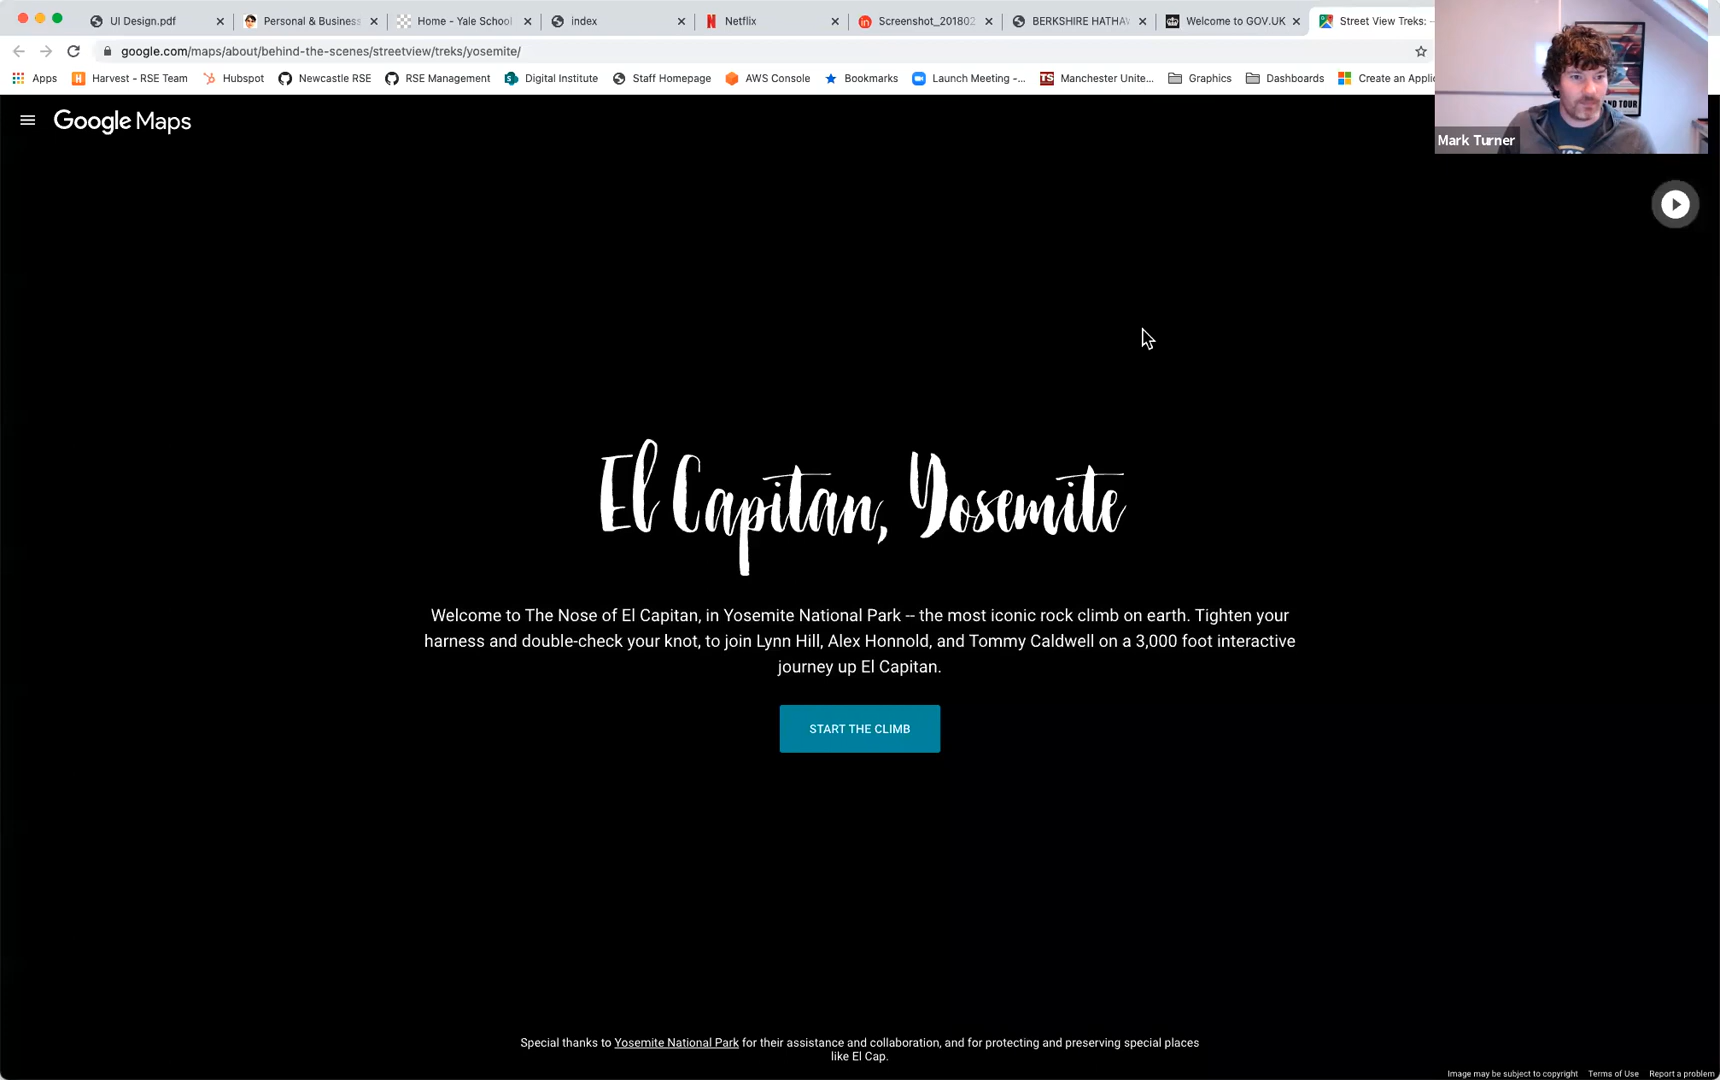 UI Design.pdf
Personal & Business
Home - Yale School
index
Netflix
Screenshot_201802
BERKSHIRE HATHAW
Welcome to GOV.UK
Street View Treks:
google.com/maps/about/behind-the-scenes/streetview/treks/yosemite/
Apps
Harvest - RSE Team
Hubspot
Newcastle RSE
RSE Management
Digital Institute
Staff Homepage
AWS Console
Bookmarks
Launch Meeting -...
TS
Manchester Unite...
Graphics
Dashboards
Create an Applic
ND TOUR
Mark Turner
Google Maps
El Capitan, Yosemite
Welcome to The Nose of El Capitan, in Yosemite National Park -- the most iconic rock climb on earth. Tighten your
harness and double-check your knot, to join Lynn Hill, Alex Honnold, and Tommy Caldwell on a 3,000 foot interactive
journey up El Capitan.
START THE CLIMB
Special thanks to Yosemite National Park for their assistance and collaboration, and for protecting and preserving special places
like El Cap.
Image may be subject to copyright
Terms of Use
Report a problem